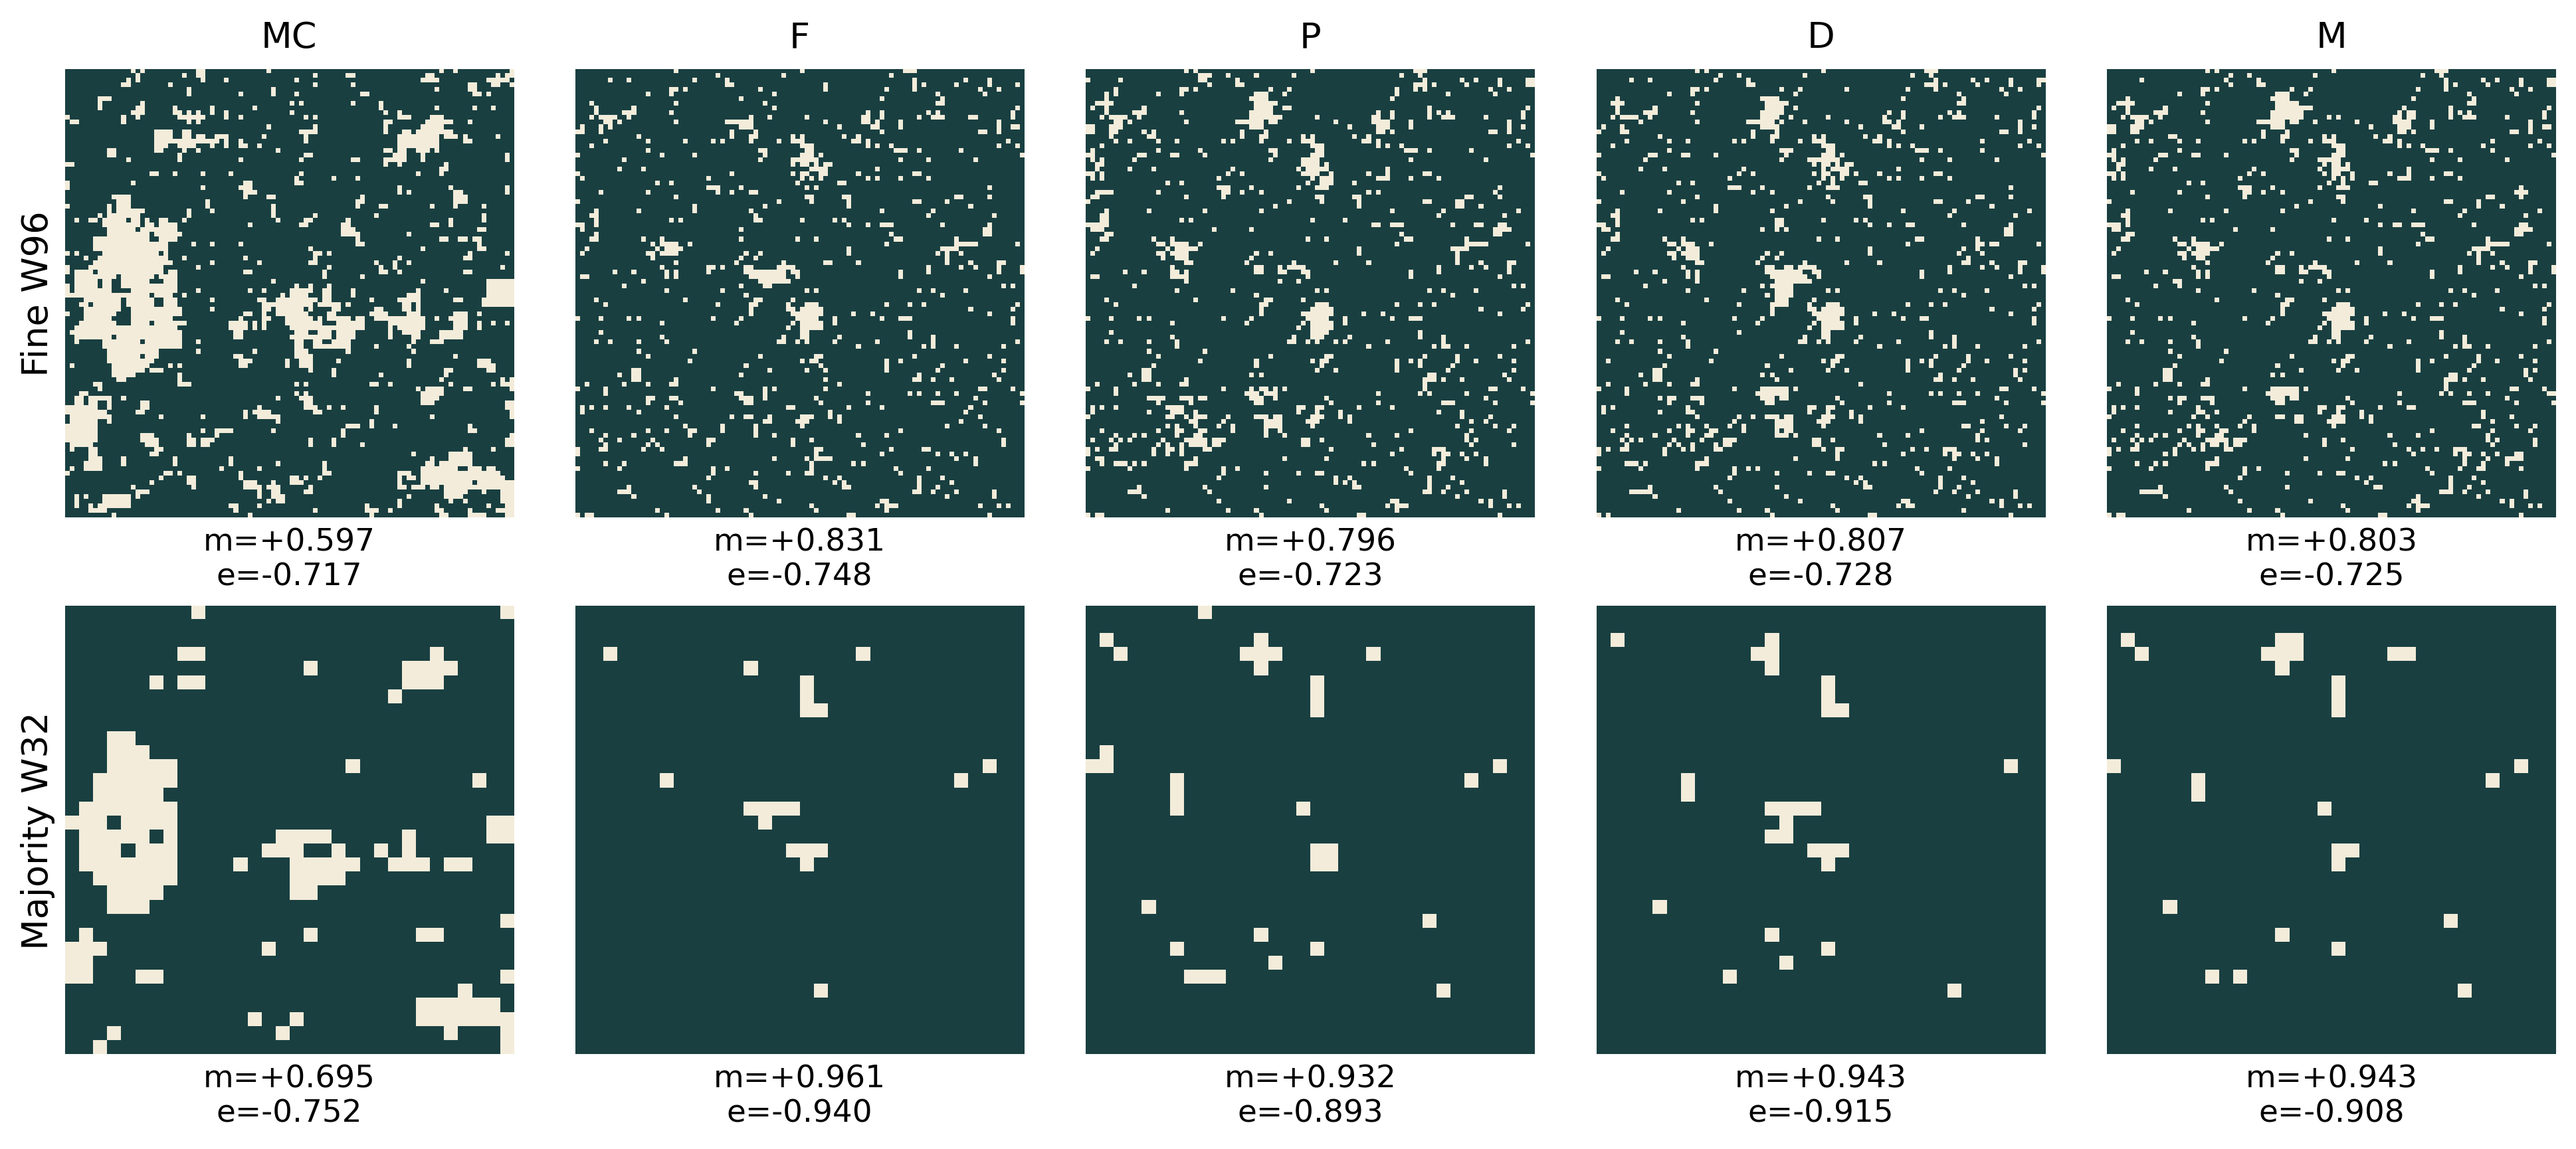 MC F P D M
Fine W96
m=+0.597 m=+0.831 m=+0.796 m=+0.807 m=+0.803
e=-0.717 e=-0.748 e=-0.723 e=-0.728 e=-0.725
Majority W32
m=+0.695 m=+0.961 m=+0.932 m=+0.943 m=+0.943
e=-0.752 e=-0.940 e=-0.893 e=-0.915 e=-0.908